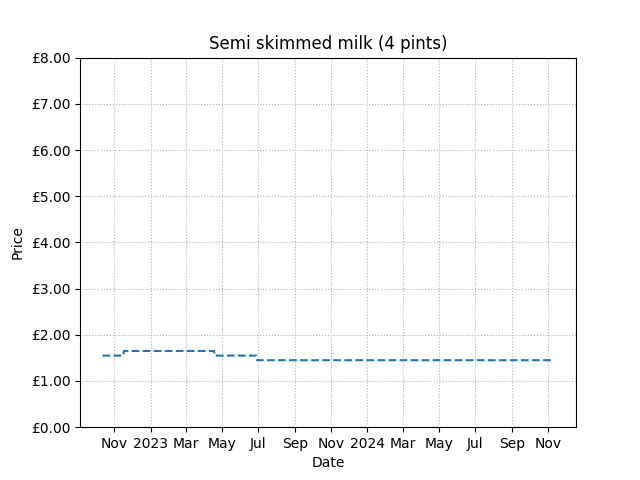 Semi skimmed milk (4 pints)
£8.00
£7.00
£6.00
£5.00
£4.00
£3.00
£2.00
£1.00
£0.00
Price
Nov 2023 Mar May Jul Sep Nov 2024 Mar May Jul Sep Nov
Date